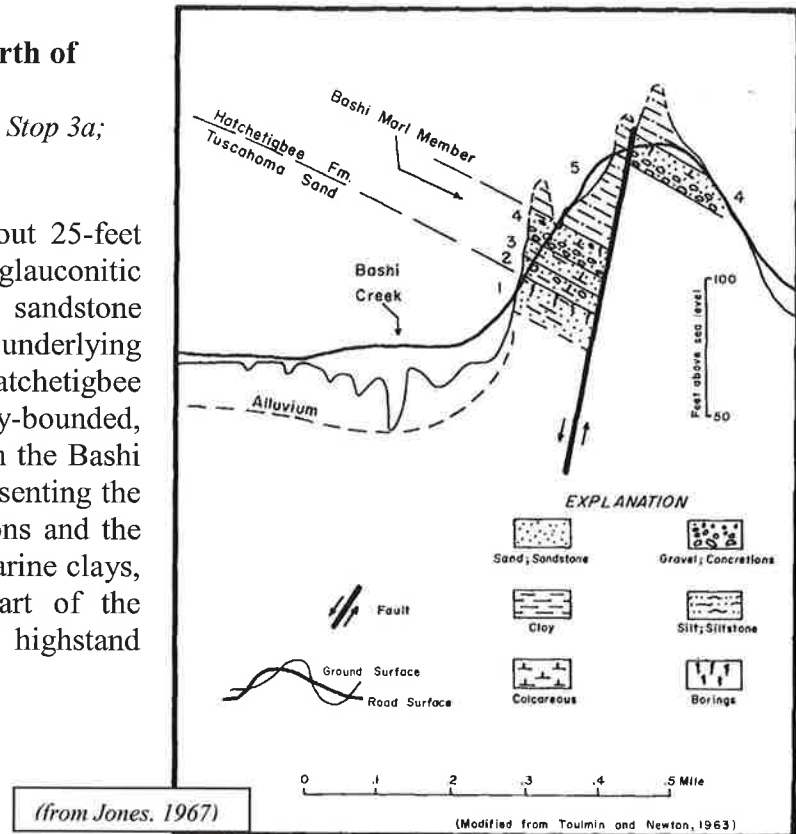 rth of
Stop 3a;
out 25-feet
glauconitic
sandstone
underlying
atchetigbee
y-bounded,
n the Bashi
senting the
ons and the
arine clays,
art of the
highstand
(from Jones. 1967)
Bashi Marl Member
Hatchetigbee Fm.
Tuscahoma Sand
5
4
4
3
2
1
Bashi
Creek
Alluvium
100
50
Feet above sea level
EXPLANATION
Sand; Sandstone
Gravel; Concretions
Fault
Clay
Silt; Siltstone
Ground Surface
Road Surface
Calcareous
Borings
0 .1 .2 .3 .4 .5 Mile
(Modified from Toulmin and Newton, 1963)